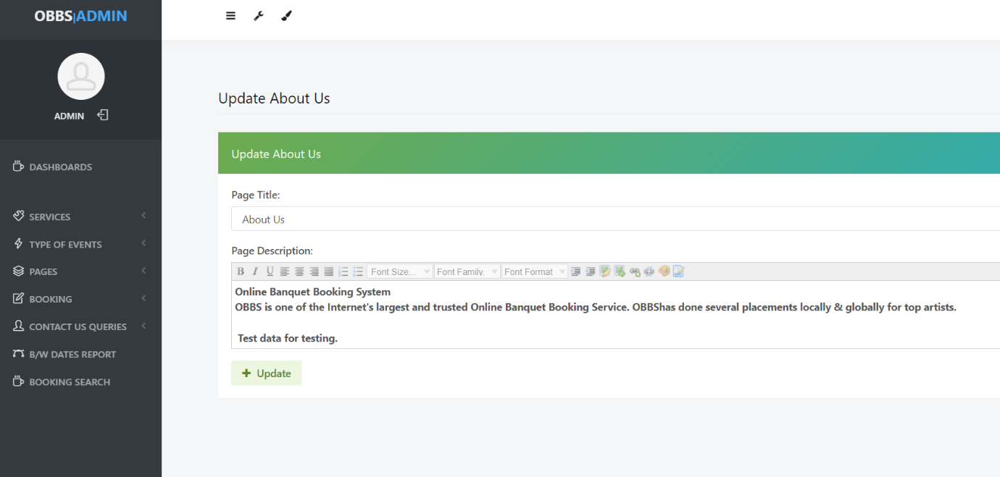 OBBS|ADMIN
ADMIN
DASHBOARDS
SERVICES
TYPE OF EVENTS
PAGES
BOOKING
CONTACT US QUERIES
B/W DATES REPORT
BOOKING SEARCH
Update About Us
Update About Us
Page Title:
About Us
Page Description:
B I U Font Size... Font Family. Font Format
Online Banquet Booking System
OBBS is one of the Internet's largest and trusted Online Banquet Booking Service. OBBShas done several placements locally & globally for top artists.
Test data for testing.
+ Update